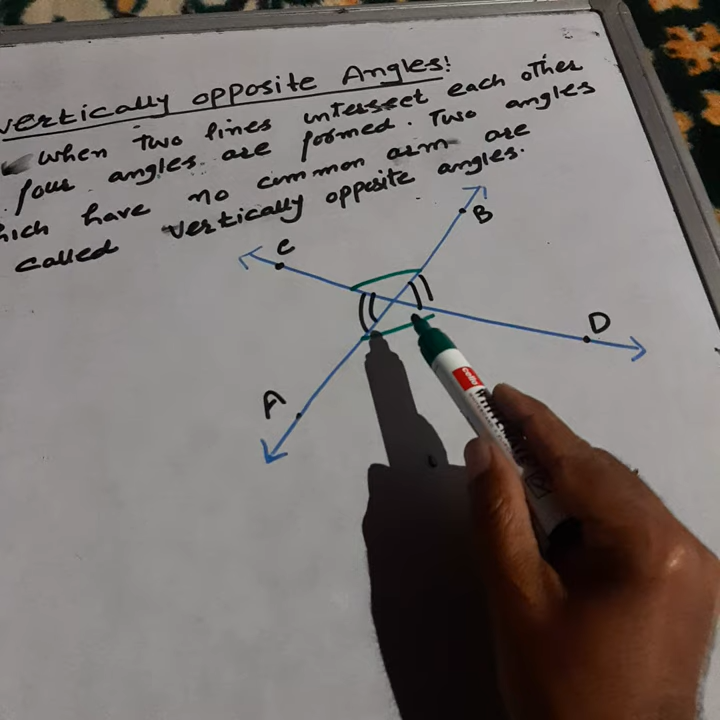 Vertically opposite Angles:
when two lines intersect each other
four angles are formed. Two angles
which have no common arm are
called vertically opposite angles.
C
B
D
A
cello